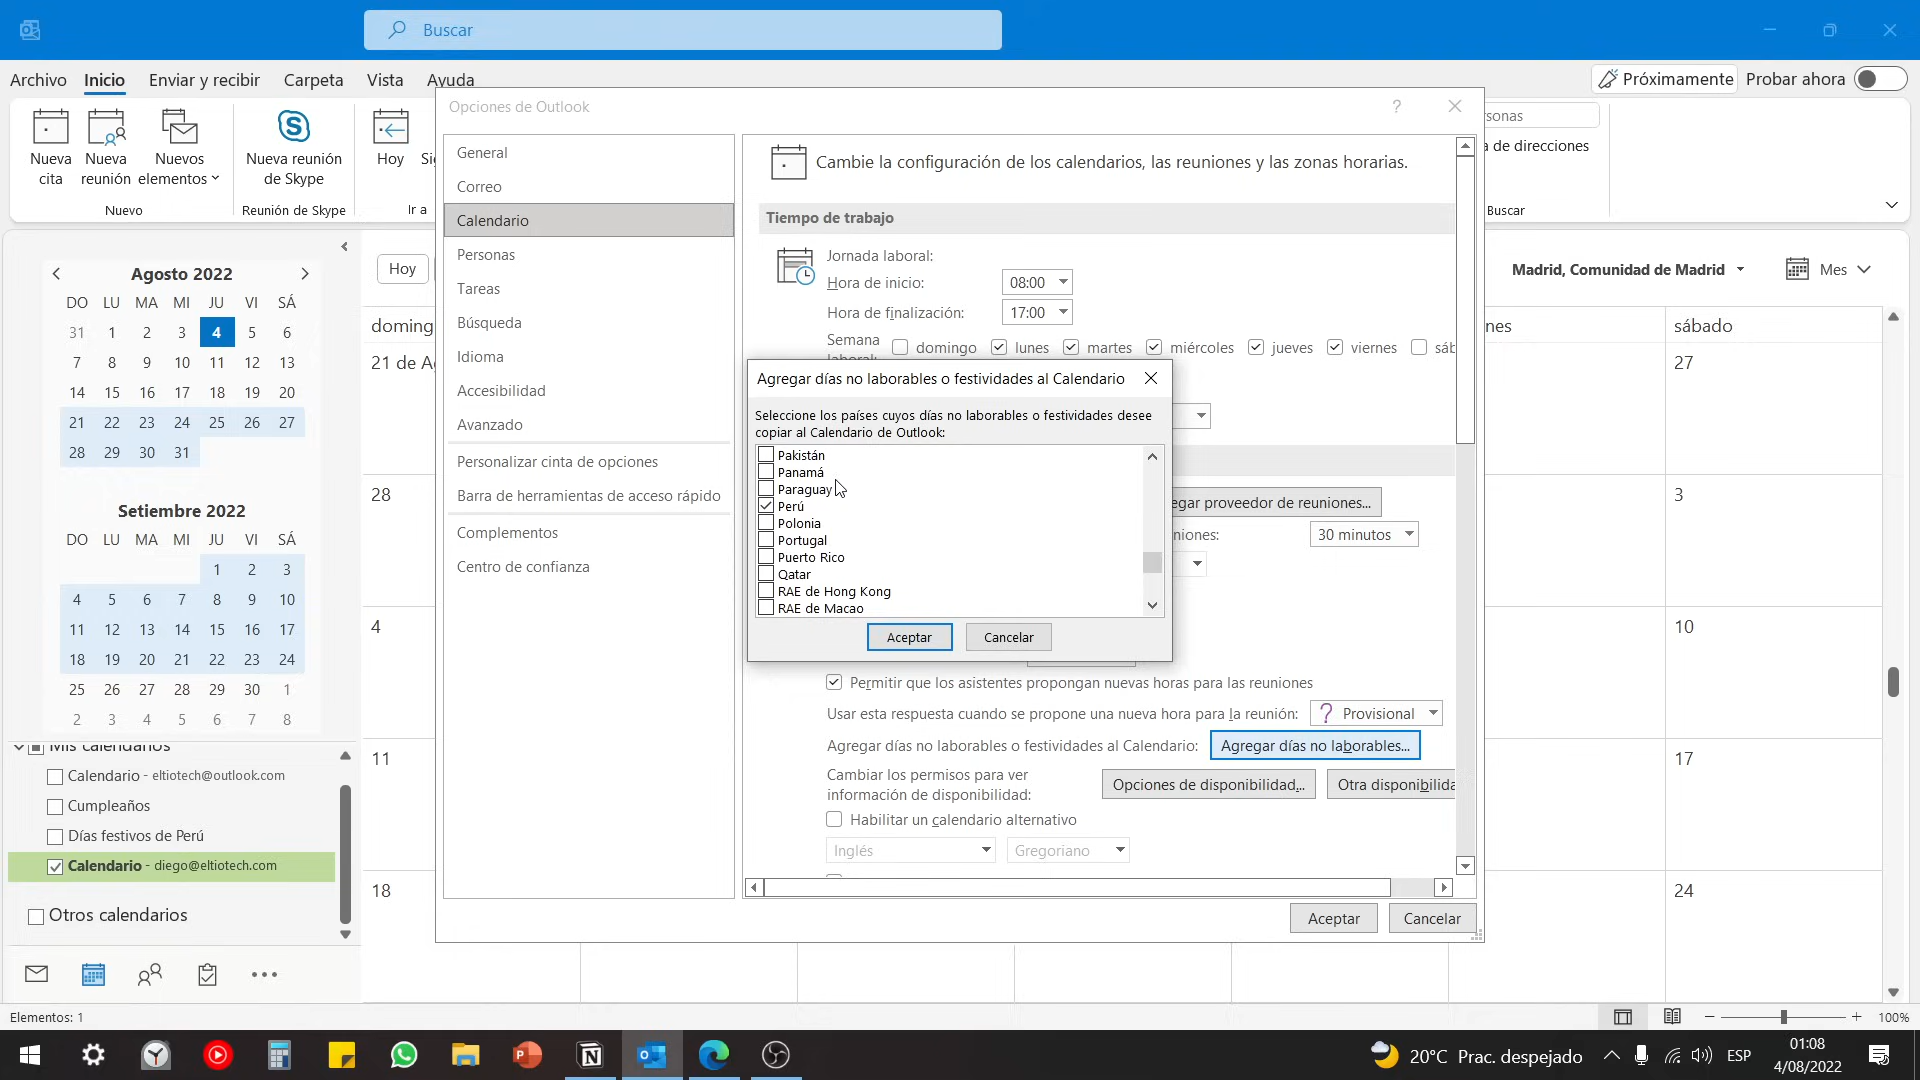 Buscar
Archivo Inicio Enviar y recibir Carpeta Vista Ayuda
Próximamente Probar ahora
Nueva cita
Nueva reunión
Nuevos elementos
Nuevo
Nueva reunión de Skype
Reunión de Skype
Hoy
Ir a
sonas
a de direcciones
Buscar
Agosto 2022
DO LU MA MI JU VI SÁ
31 1 2 3 4 5 6
7 8 9 10 11 12 13
14 15 16 17 18 19 20
21 22 23 24 25 26 27
28 29 30 31
Setiembre 2022
DO LU MA MI JU VI SÁ
1 2 3
4 5 6 7 8 9 10
11 12 13 14 15 16 17
18 19 20 21 22 23 24
25 26 27 28 29 30 1
2 3 4 5 6 7 8
Mis calendarios
Calendario - eltiotech@outlook.com
Cumpleaños
Días festivos de Perú
Calendario - diego@eltiotech.com
Otros calendarios
Hoy
Madrid, Comunidad de Madrid
Mes
doming
nes
sábado
21 de A
27
28
3
4
10
11
17
18
24
Opciones de Outlook
?
General
Correo
Calendario
Personas
Tareas
Búsqueda
Idioma
Accesibilidad
Avanzado
Personalizar cinta de opciones
Barra de herramientas de acceso rápido
Complementos
Centro de confianza
Cambie la configuración de los calendarios, las reuniones y las zonas horarias.
Tiempo de trabajo
Jornada laboral:
Hora de inicio: 08:00
Hora de finalización: 17:00
Semana laboral: domingo lunes martes miércoles jueves viernes sáb
egar proveedor de reuniones...
niones: 30 minutos
Agregar días no laborables o festividades al Calendario
Seleccione los países cuyos días no laborables o festividades desee
copiar al Calendario de Outlook:
Pakistán
Panamá
Paraguay
Perú
Polonia
Portugal
Puerto Rico
Qatar
RAE de Hong Kong
RAE de Macao
Aceptar Cancelar
Permitir que los asistentes propongan nuevas horas para las reuniones
Usar esta respuesta cuando se propone una nueva hora para la reunión: ? Provisional
Agregar días no laborables o festividades al Calendario: Agregar días no laborables...
Cambiar los permisos para ver
información de disponibilidad:
Opciones de disponibilidad... Otra disponibilida
Habilitar un calendario alternativo
Inglés Gregoriano
Aceptar Cancelar
Elementos: 1
100%
20°C Prac. despejado
ESP
01:08
4/08/2022